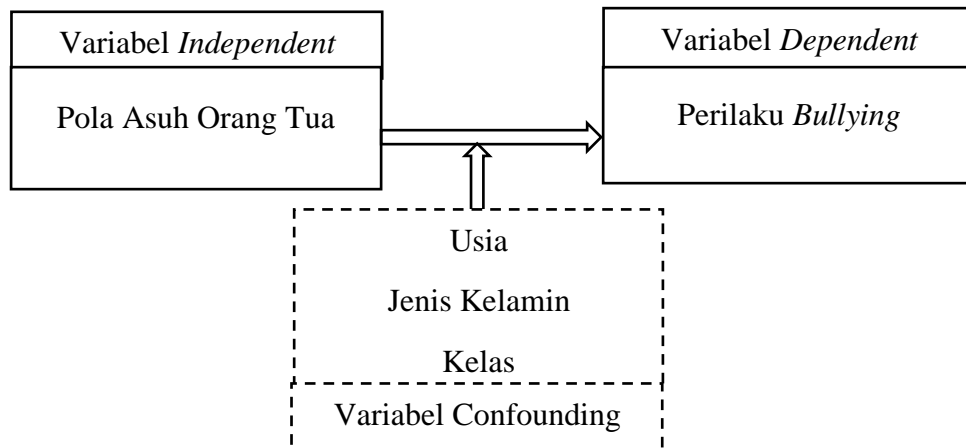 Variabel Independent
Pola Asuh Orang Tua
Variabel Dependent
Perilaku Bullying
Usia
Jenis Kelamin
Kelas
Variabel Confounding